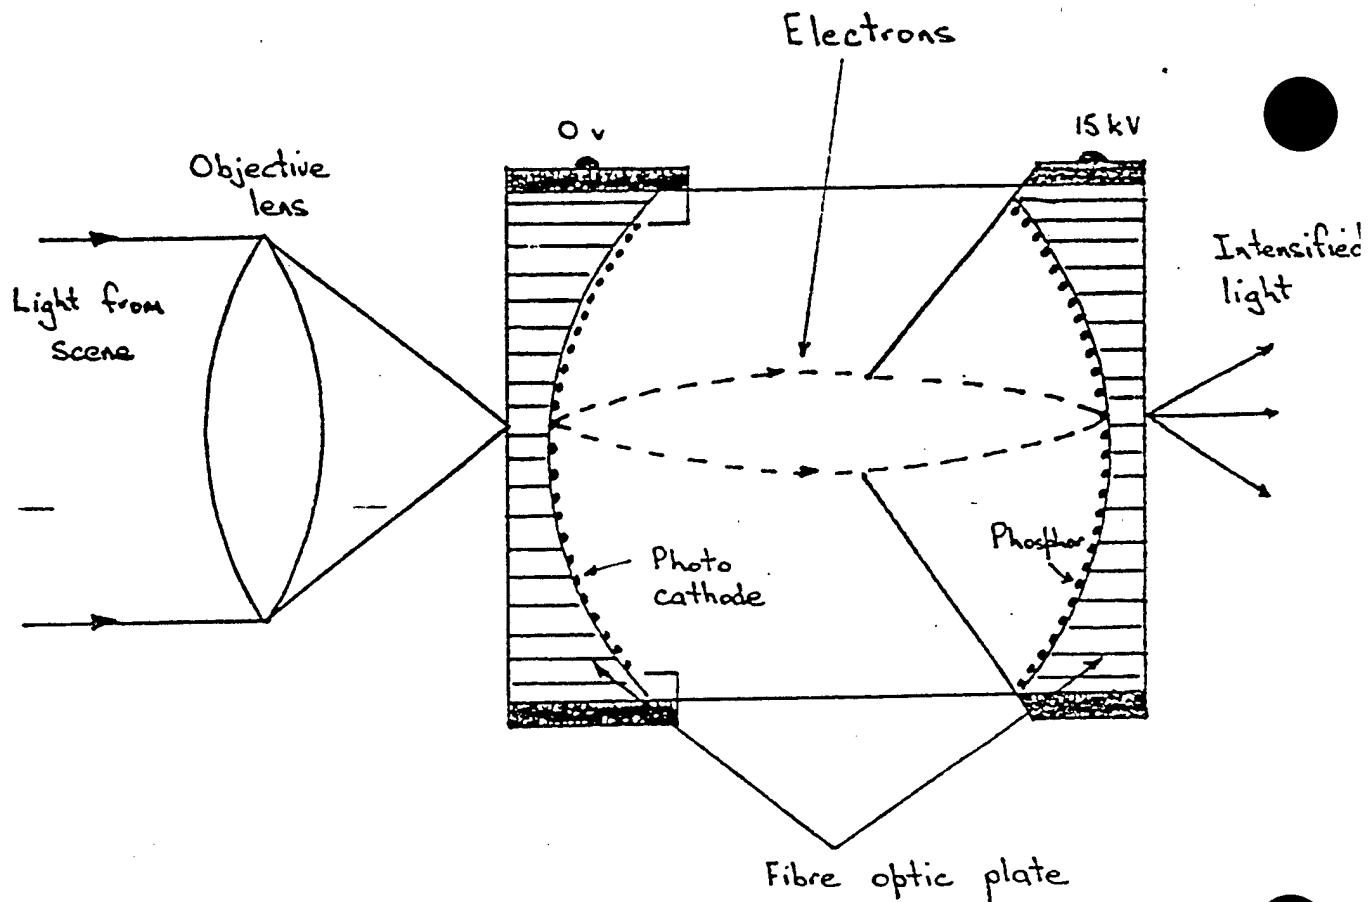 Electrons
0 v
15 kV
Objective
lens
Intensified
light
Light from
scene
Photo
cathode
Phosphor
Fibre optic plate